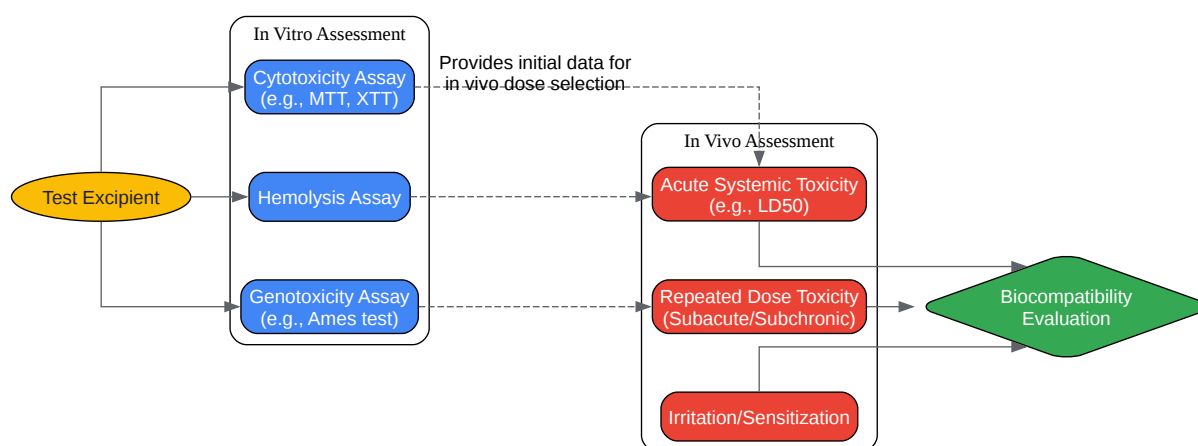 In Vitro Assessment
Cytotoxicity Assay
(e.g., MTT, XTT)
Provides initial data for
in vivo dose selection
In Vivo Assessment
Test Excipient
Hemolysis Assay
Acute Systemic Toxicity
(e.g., LD50)
Genotoxicity Assay
(e.g., Ames test)
Repeated Dose Toxicity
(Subacute/Subchronic)
Biocompatibility
Evaluation
Irritation/Sensitization